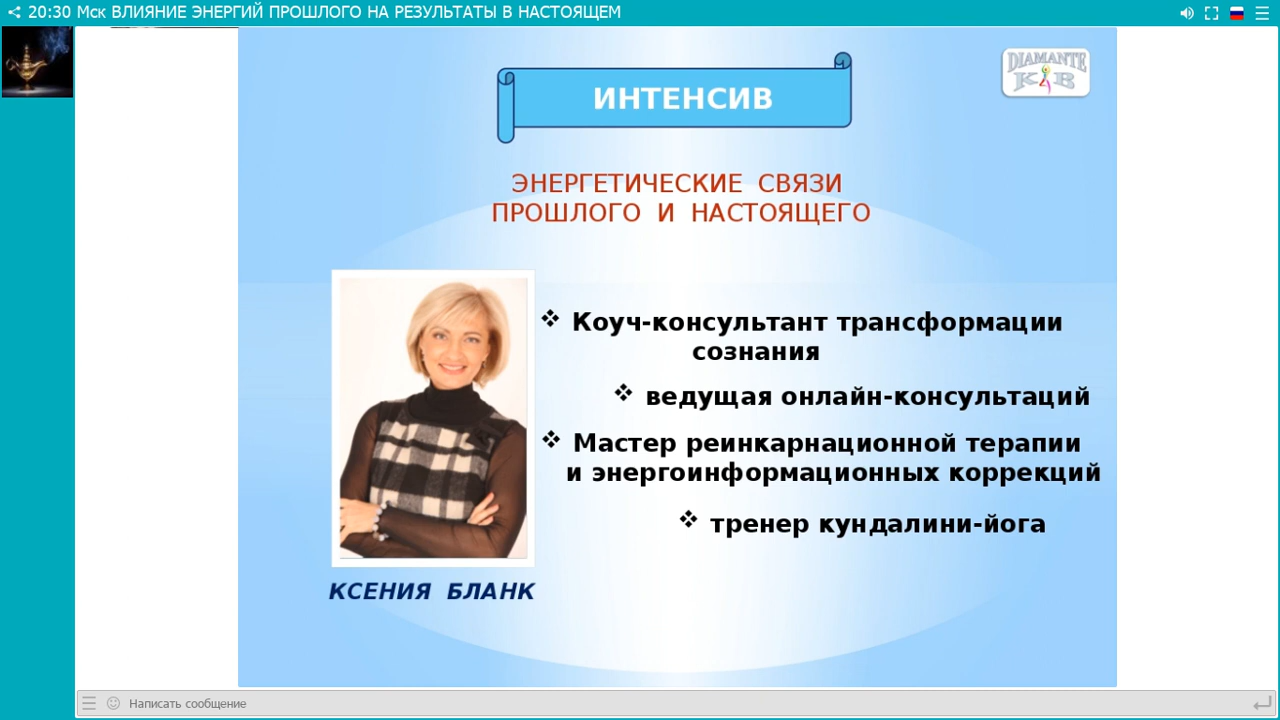 20:30 Мск ВЛИЯНИЕ ЭНЕРГИЙ ПРОШЛОГО НА РЕЗУЛЬТАТЫ В НАСТОЯЩЕМ
DIAMANTE
K B
ИНТЕНСИВ
ЭНЕРГЕТИЧЕСКИЕ СВЯЗИ
ПРОШЛОГО И НАСТОЯЩЕГО
❖ Коуч-консультант трансформации
сознания
❖ ведущая онлайн-консультаций
❖ Мастер реинкарнационной терапии
и энергоинформационных коррекций
❖ тренер кундалини-йога
КСЕНИЯ БЛАНК
Написать сообщение